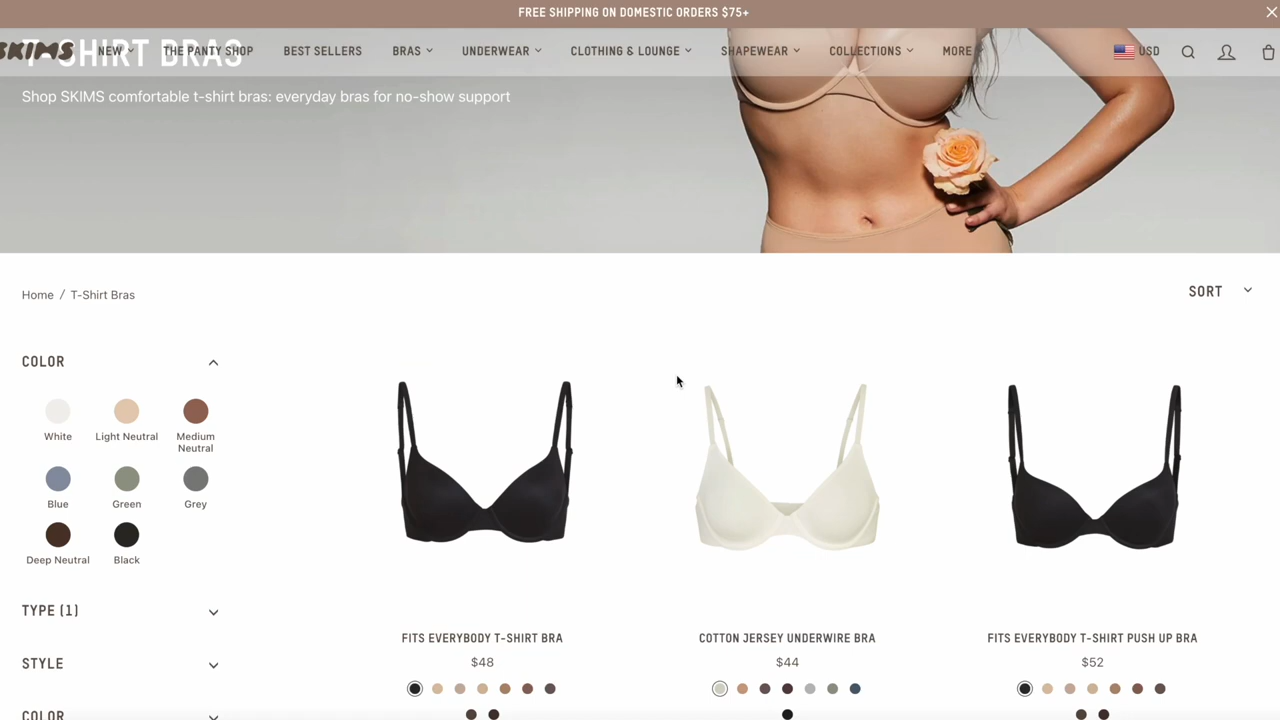 FREE SHIPPING ON DOMESTIC ORDERS $75+
SKIMS
NEW
THE PANTY SHOP
BEST SELLERS
BRAS
UNDERWEAR
CLOTHING & LOUNGE
SHAPEWEAR
COLLECTIONS
MORE
USD
T-SHIRT BRAS
Shop SKIMS comfortable t-shirt bras: everyday bras for no-show support
Home / T-Shirt Bras
SORT
COLOR
White
Light Neutral
Medium
Neutral
Blue
Green
Grey
Deep Neutral
Black
TYPE (1)
STYLE
COLOR
FITS EVERYBODY T-SHIRT BRA
$48
COTTON JERSEY UNDERWIRE BRA
$44
FITS EVERYBODY T-SHIRT PUSH UP BRA
$52